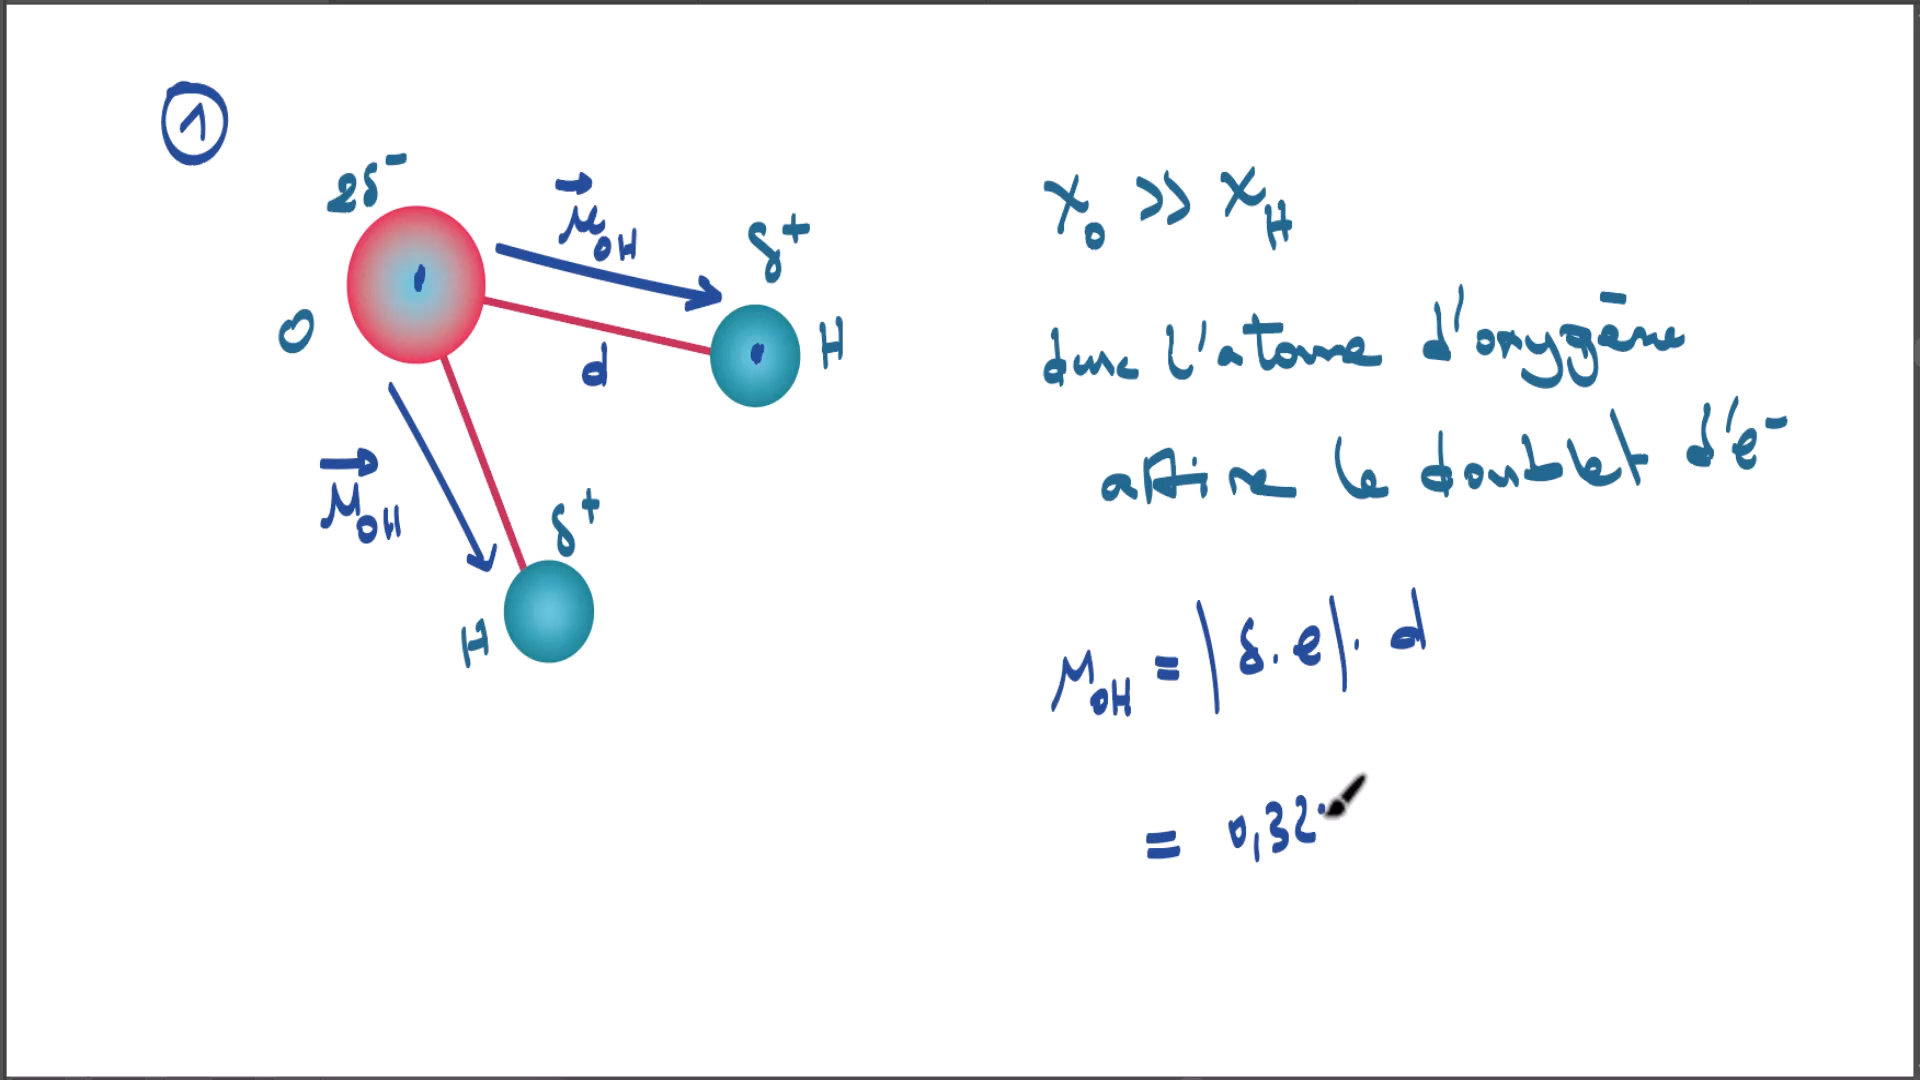 1
2δ⁻
μ⃗OH
δ⁺
O
d
H
μ⃗OH
δ⁺
H
χO >> χH
donc l'atome d'oxygène
attire le doublet d'e⁻
μOH = |δ.e|.d
= 0,32.